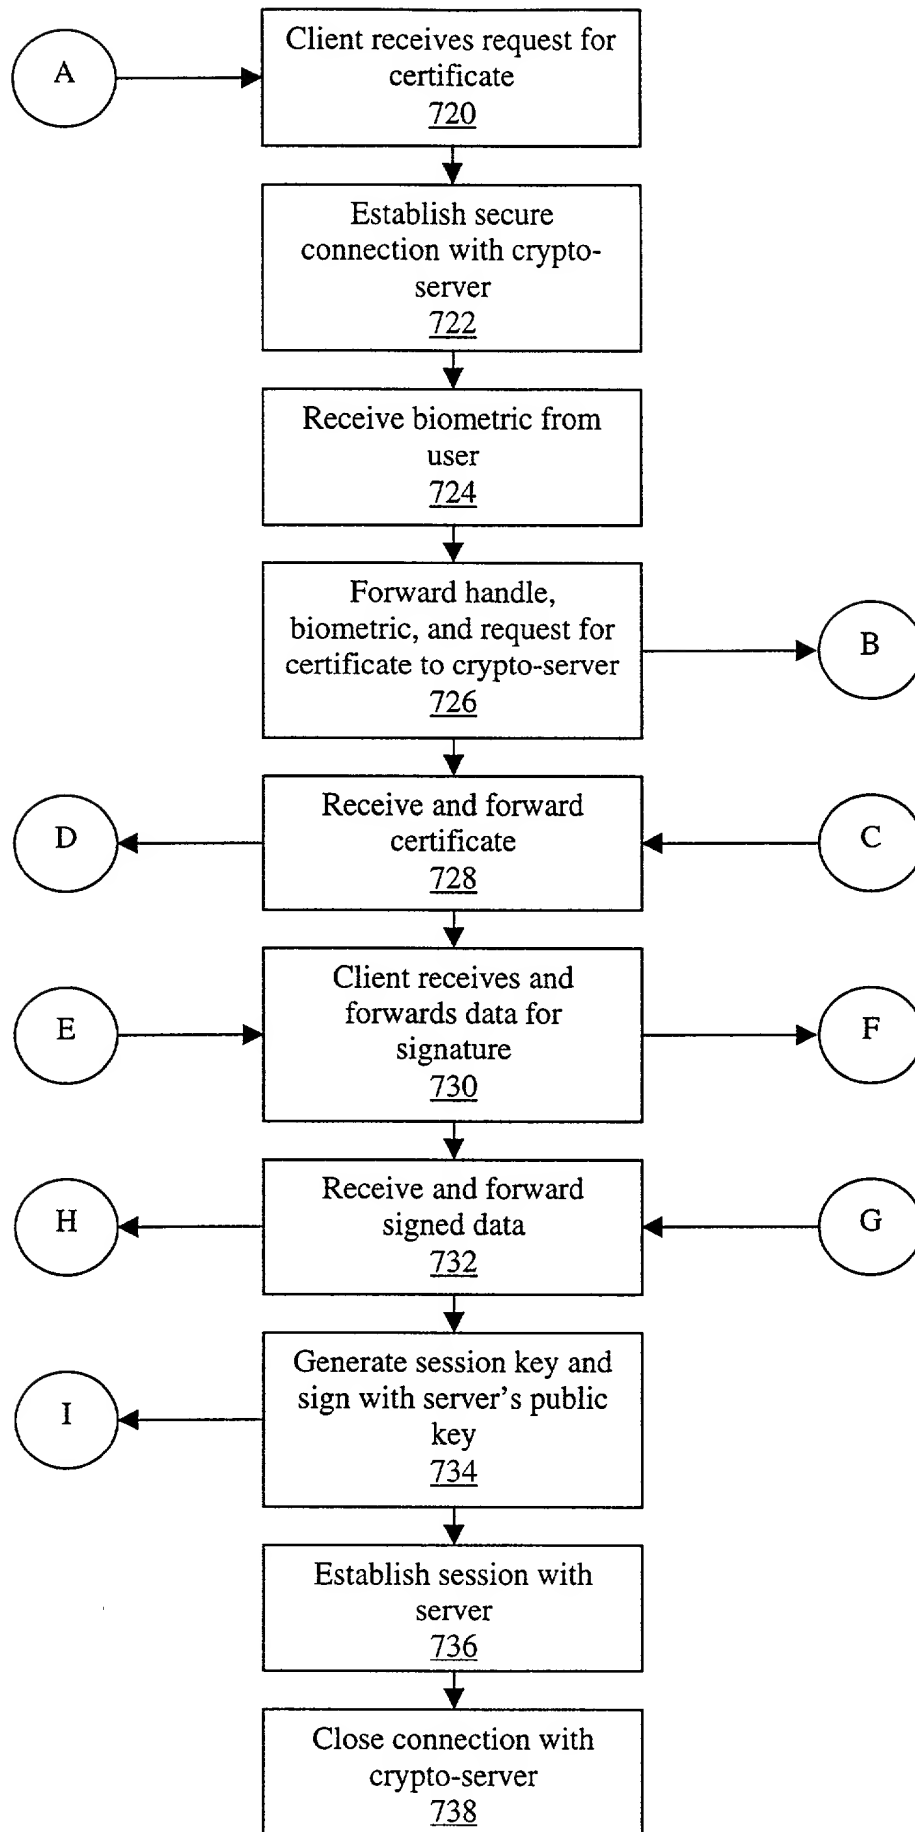 A
Client receives request for
certificate
720
Establish secure
connection with crypto-
server
722
Receive biometric from
user
724
Forward handle,
biometric, and request for
certificate to crypto-server
726
B
D
Receive and forward
certificate
728
C
E
Client receives and
forwards data for
signature
730
F
H
Receive and forward
signed data
732
G
I
Generate session key and
sign with server's public
key
734
Establish session with
server
736
Close connection with
crypto-server
738